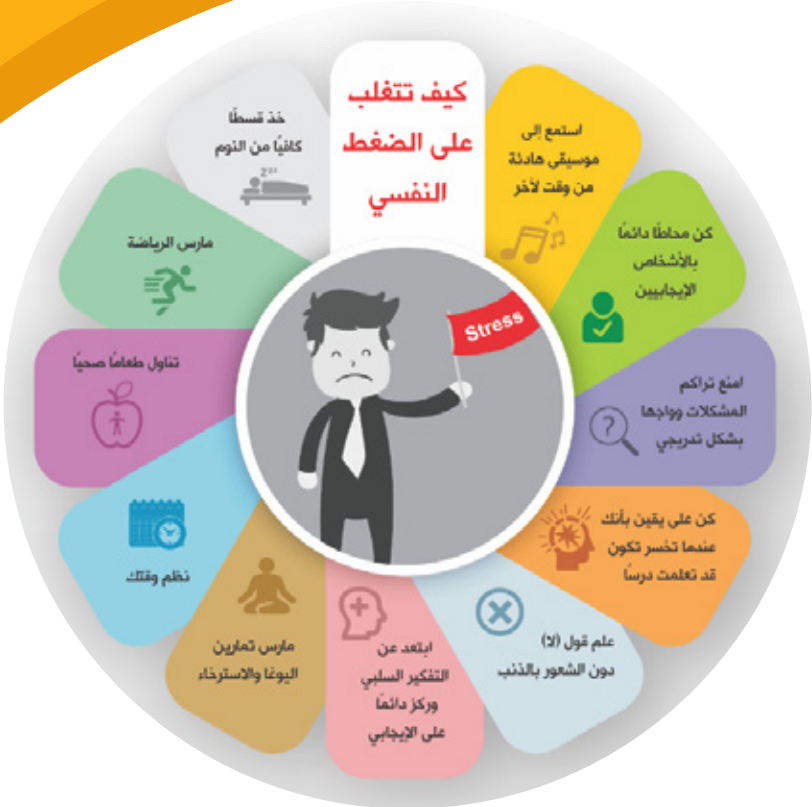 كيف تتغلب
على الضغط
النفسي
استمع إلى
موسيقى هادئة
من وقت لأخر
كن محاطًا دائمًا
بالأشخاص
الإيجابيين
امنع تراكم
المشكلات وواجها
بشكل تدريجي
كن على يقين بأنك
عندما تخسر تكون
قد تعلمت درسًا
علم قول (لا)
دون الشعور بالذنب
ابتعد عن
التفكير السلبي
وركز دائمًا
على الإيجابي
مارس تمارين
اليوغا والاسترخاء
نظم وقتك
تناول طعامًا صحيًا
مارس الرياضة
خذ قسطًا
كافيًا من النوم
zzz
Stress